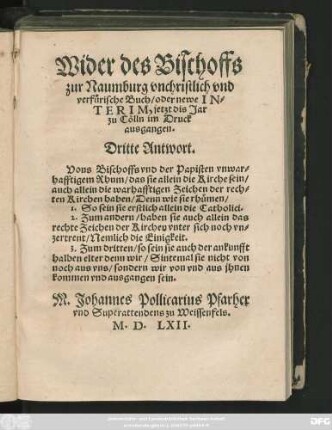 Wider des Bischoffs
zur Naumburg vnchristlich vnd
verfürische Buch/oder newe IN-
TERIM, jetzt dis Jar
zu Cölln im Druck
ausgangen.
Dritte Antwort.
Vons Bischoffs vnd der Papisten vnwar-
hafftigem Rhum/das sie allein die Kirche sein/
auch allein die warhafftigen Zeichen der rech-
ten Kirchen haben/Denn wie sie rhümen/
1. So sein sie erstlich allein die Catholici.
2. Zum andern/haben sie auch allein das
rechte Zeichen der Kirchen vnter sich noch vn-
zertrent/Nemlich die Einigkeit.
3. Zum dritten/so sein sie auch der ankunfft
halben elter denn wir/Sintemal sie nicht von
noch aus vns/sondern wir von vnd aus jhnen
kommen vnd ausgangen sein.
M. Johannes Pollicarius Pfarher
vnd Superattendens zu Weissenfels.
M. D. LXII.